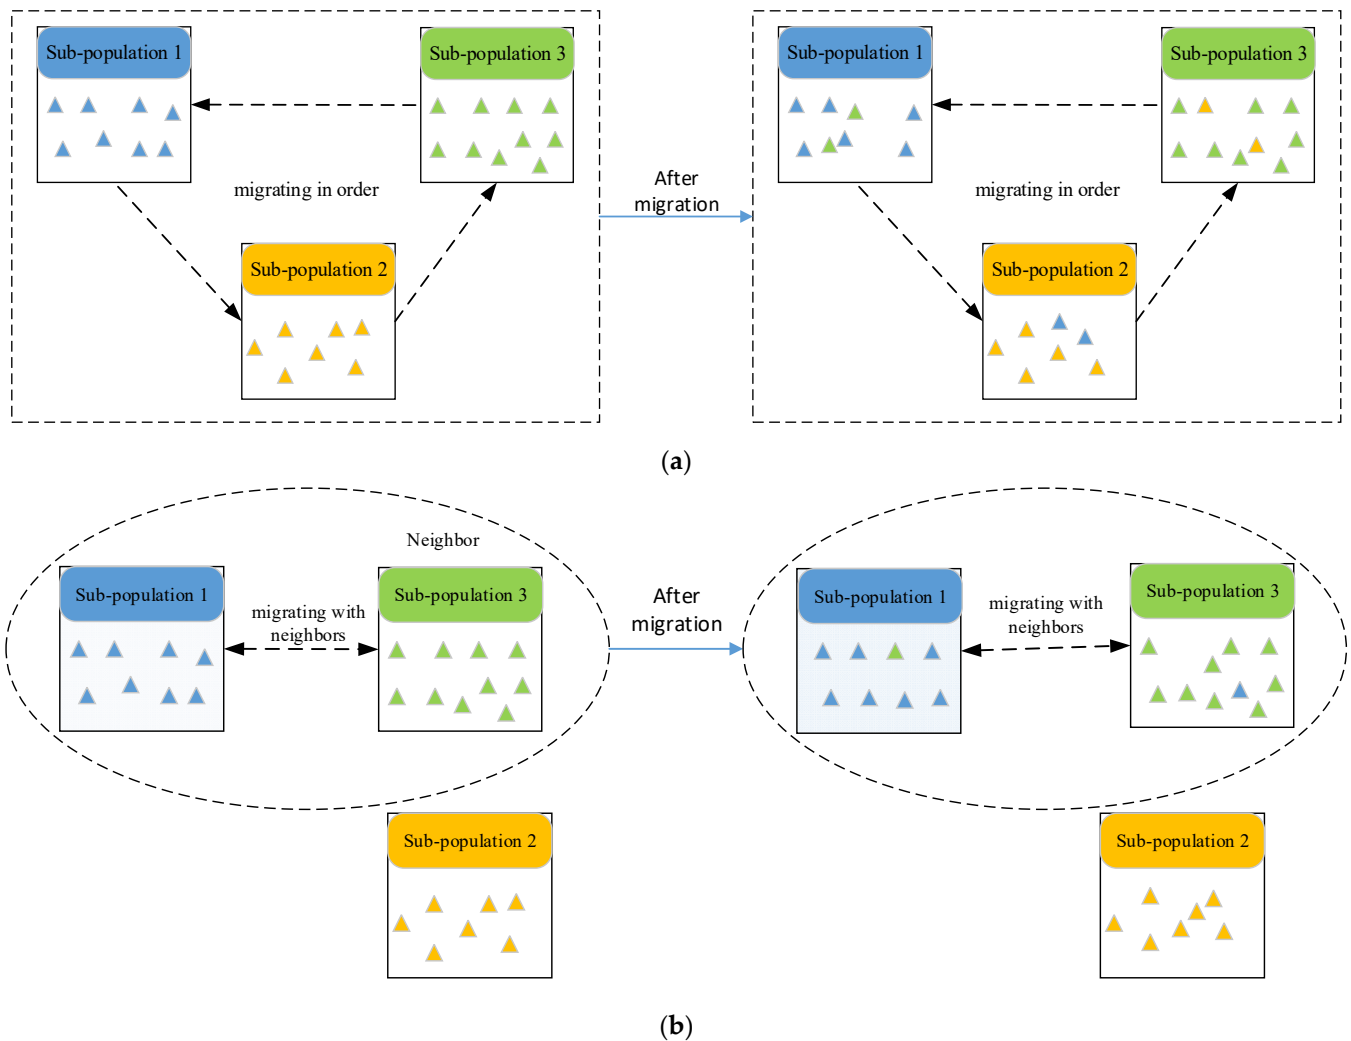 Sub-population 1
Sub-population 3
migrating in order
Sub-population 2
After
migration
Sub-population 1
Sub-population 3
migrating in order
Sub-population 2
(a)
Neighbor
Sub-population 1
migrating with
neighbors
Sub-population 3
Sub-population 2
After
migration
Sub-population 1
migrating with
neighbors
Sub-population 3
Sub-population 2
(b)